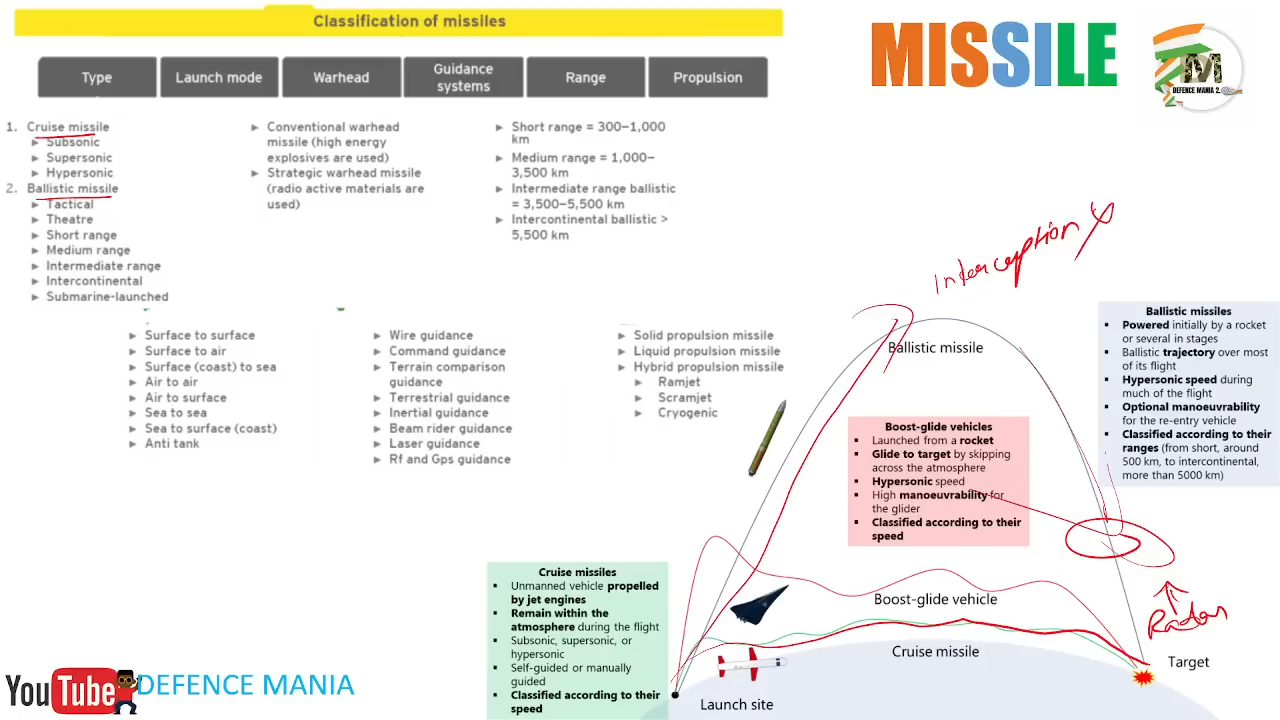 Classification of missiles
MISSILE
M
DEFENCE MANIA 2.
Type
Launch mode
Warhead
Guidance
systems
Range
Propulsion
1. Cruise missile
► Subsonic
► Supersonic
► Hypersonic
2. Ballistic missile
► Tactical
► Theatre
► Short range
► Medium range
► Intermediate range
► Intercontinental
► Submarine-launched
► Conventional warhead
missile (high energy
explosives are used)
► Strategic warhead missile
(radio active materials are
used)
► Short range = 300–1,000
km
► Medium range = 1,000–
3,500 km
► Intermediate range ballistic
= 3,500–5,500 km
► Intercontinental ballistic >
5,500 km
► Surface to surface
► Surface to air
► Surface (coast) to sea
► Air to air
► Air to surface
► Sea to sea
► Sea to surface (coast)
► Anti tank
► Wire guidance
► Command guidance
► Terrain comparison
guidance
► Terrestrial guidance
► Inertial guidance
► Beam rider guidance
► Laser guidance
► Rf and Gps guidance
► Solid propulsion missile
► Liquid propulsion missile
► Hybrid propulsion missile
► Ramjet
► Scramjet
► Cryogenic
Interception
Ballistic missile
Ballistic missiles
▪ Powered initially by a rocket
or several in stages
▪ Ballistic trajectory over most
of its flight
▪ Hypersonic speed during
much of the flight
▪ Optional manoeuvrability
for the re-entry vehicle
▪ Classified according to their
ranges (from short, around
500 km, to intercontinental,
more than 5000 km)
Boost-glide vehicles
▪ Launched from a rocket
▪ Glide to target by skipping
across the atmosphere
▪ Hypersonic speed
▪ High manoeuvrability for
the glider
▪ Classified according to their
speed
Cruise missiles
▪ Unmanned vehicle propelled
by jet engines
▪ Remain within the
atmosphere during the flight
▪ Subsonic, supersonic, or
hypersonic
▪ Self-guided or manually
guided
▪ Classified according to their
speed
Boost-glide vehicle
Radar
Cruise missile
Target
Launch site
YouTube
DEFENCE MANIA